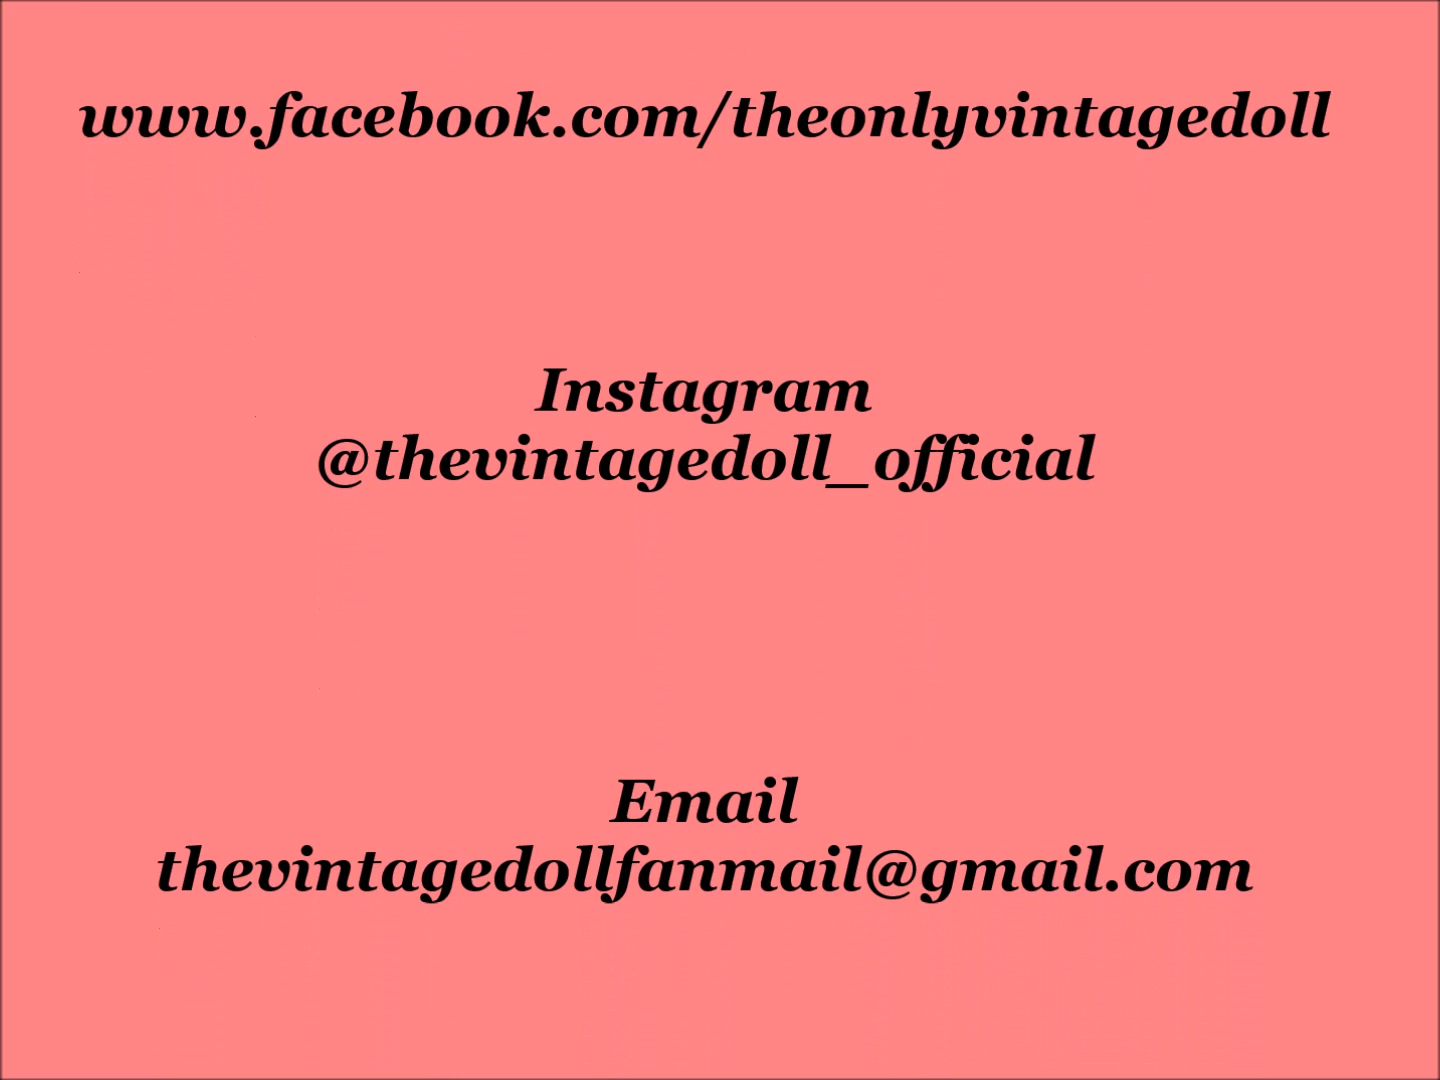 www.facebook.com/theonlyvintagedoll
Instagram
@thevintagedoll_official
Email
thevintagedollfanmail@gmail.com